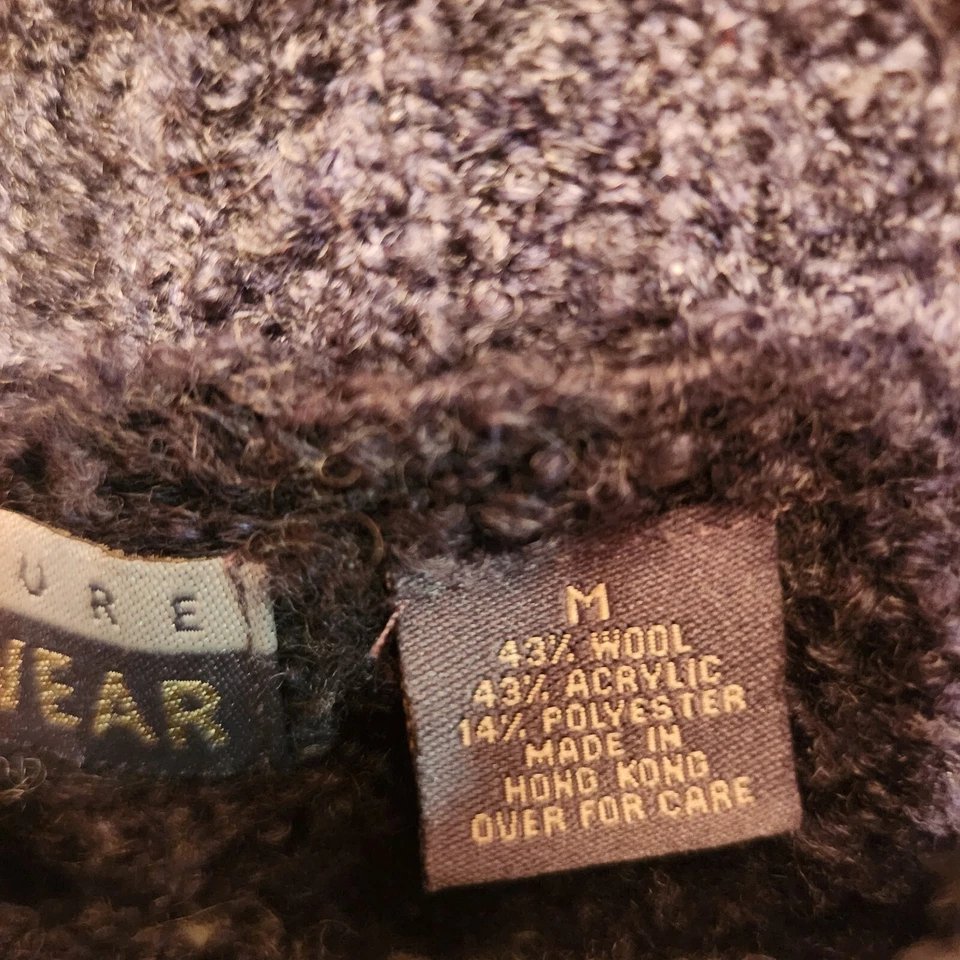 URE
WEAR
M
43% WOOL
43% ACRYLIC
14% POLYESTER
MADE IN
HONG KONG
OVER FOR CARE